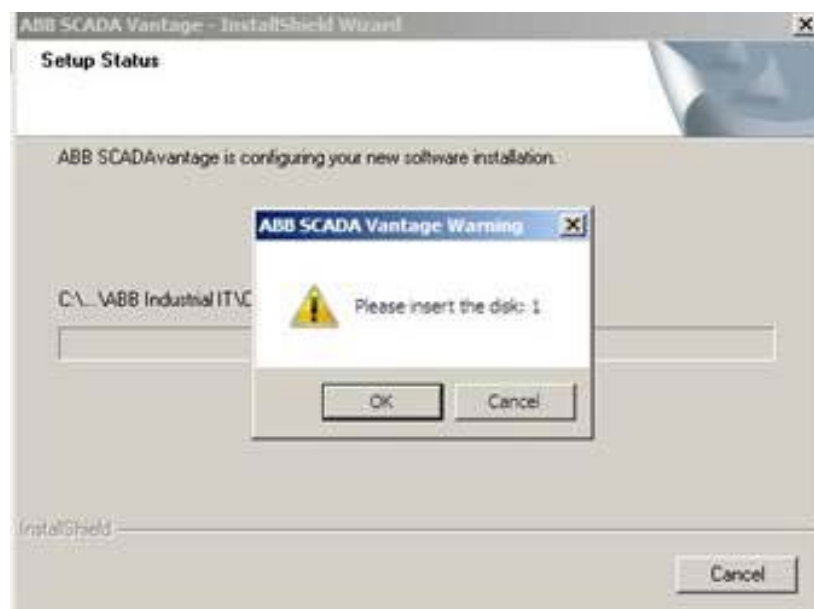 ABB SCADA Vantage - InstallShield Wizard
Setup Status
ABB SCADAvantage is configuring your new software installation.
ABB SCADA Vantage Warning
C:\...\ABB Industrial IT\
Please insert the disk: 1
OK
Cancel
InstallShield
Cancel